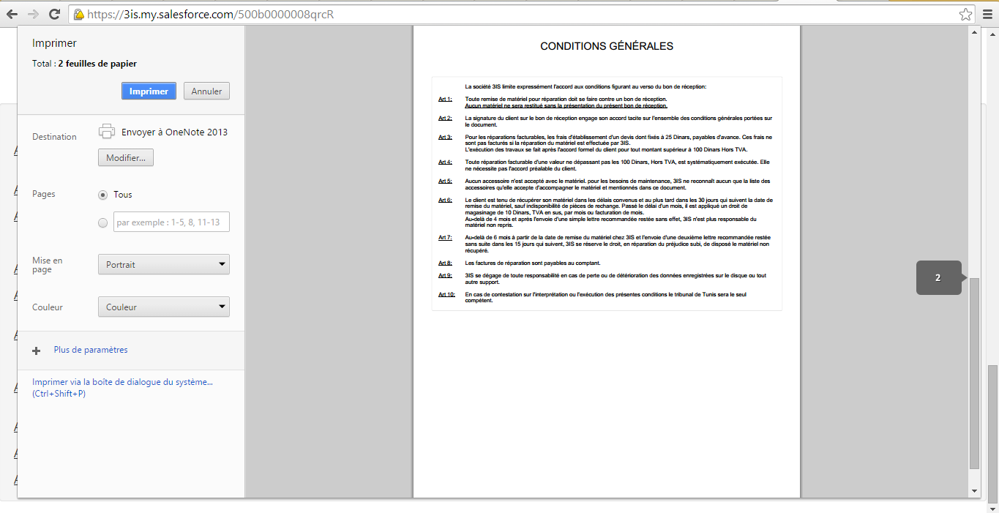 https://3is.my.salesforce.com/500b0000008qrcR
Imprimer
Total : 2 feuilles de papier
Imprimer
Annuler
Destination
Envoyer à OneNote 2013
Modifier...
Pages
Tous
par exemple : 1-5, 8, 11-13
Mise en
page
Portrait
Couleur
Couleur
Plus de paramètres
Imprimer via la boîte de dialogue du système...
(Ctrl+Shift+P)
CONDITIONS GÉNÉRALES
La société 3IS limite expressément l'accord aux conditions figurant au verso du bon de réception:
Art 1: Toute remise de matériel pour réparation doit se faire contre un bon de réception.
Aucun matériel ne sera restitué sans la présentation du présent bon de réception.
Art 2: La signature du client sur le bon de réception engage son accord tacite sur l'ensemble des conditions générales portées sur
le document.
Art 3: Pour les réparations facturables, les frais d'établissement d'un devis dont fixés à 25 Dinars, payables d'avance. Ces frais ne
sont pas facturés si la réparation du matériel est effectuée par 3IS.
L'exécution des travaux se fait après l'accord formel du client pour tout montant supérieur à 100 Dinars Hors TVA.
Art 4: Toute réparation facturable d'une valeur ne dépassant pas les 100 Dinars, Hors TVA, est systématiquement exécutée. Elle
ne nécessite pas l'accord préalable du client.
Art 5: Aucun accessoire n'est accepté avec le matériel. pour les besoins de maintenance, 3IS ne reconnaît aucun que la liste des
accessoires qu'elle accepte d'accompagner le matériel et mentionnés dans ce document.
Art 6: Le client est tenu de récupérer son matériel dans les délais convenus et au plus tard dans les 30 jours qui suivent la date de
remise du matériel, sauf indisponibilité de pièces de rechange. Passé le délai d'un mois, il est appliqué un droit de
magasinage de 10 Dinars, TVA en sus, par mois ou facturation de mois.
Au-delà de 4 mois et après l'envoie d'une simple lettre recommandée restée sans effet, 3IS n'est plus responsable du
matériel non repris.
Art 7: Au-delà de 6 mois à partir de la date de remise du matériel chez 3IS et l'envoie d'une deuxième lettre recommandée restée
sans suite dans les 15 jours qui suivent, 3IS se réserve le droit, en réparation du préjudice subi, de disposé le matériel non
récupéré.
Art 8: Les factures de réparation sont payables au comptant.
Art 9: 3IS se dégage de toute responsabilité en cas de perte ou de détérioration des données enregistrées sur le disque ou tout
autre support.
Art 10: En cas de contestation sur l'interprétation ou l'exécution des présentes conditions le tribunal de Tunis sera le seul
compétent.
2